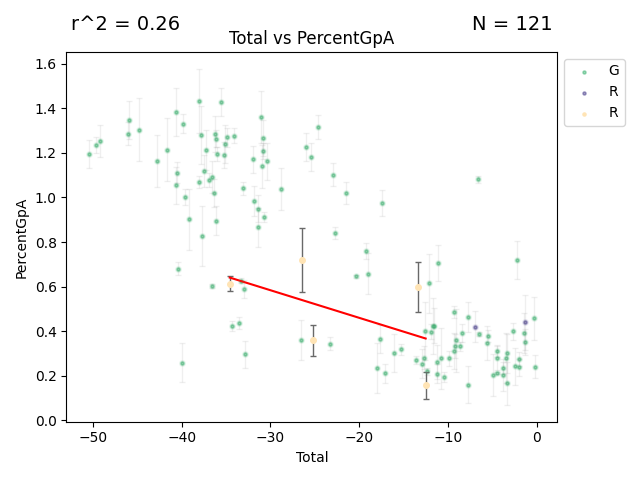 r^2 = 0.26 N = 121
Total vs PercentGpA
1.6
1.4
1.2
1.0
0.8
0.6
0.4
0.2
0.0
PercentGpA
−50 −40 −30 −20 −10 0
Total
G
R
R